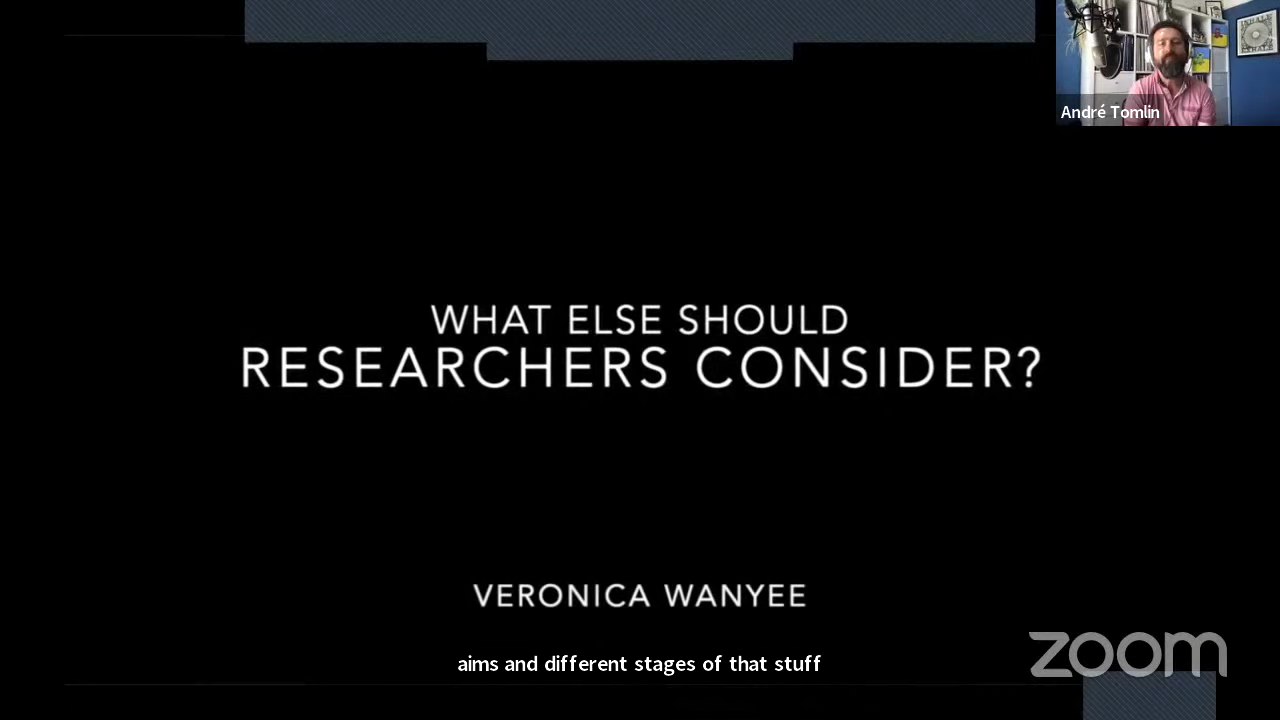 André Tomlin
WHAT ELSE SHOULD
RESEARCHERS CONSIDER?
VERONICA WANYEE
aims and different stages of that stuff
zoom